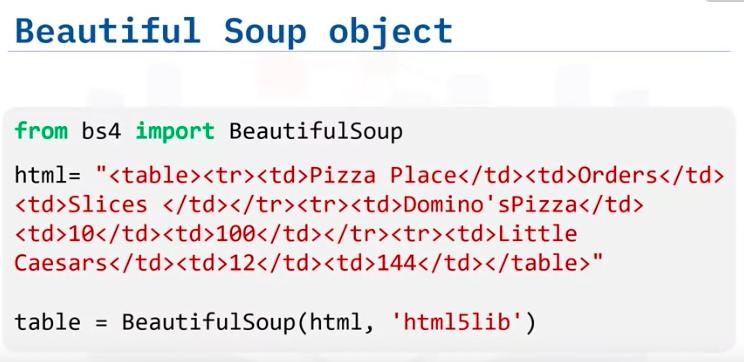 Beautiful Soup object
from bs4 import BeautifulSoup
html= "<table><tr><td>Pizza Place</td><td>Orders</td>
<td>Slices </td></tr><tr><td>Domino'sPizza</td>
<td>10</td><td>100</td></tr><tr><td>Little
Caesars</td><td>12</td><td>144</td></table>"
table = BeautifulSoup(html, 'html5lib')